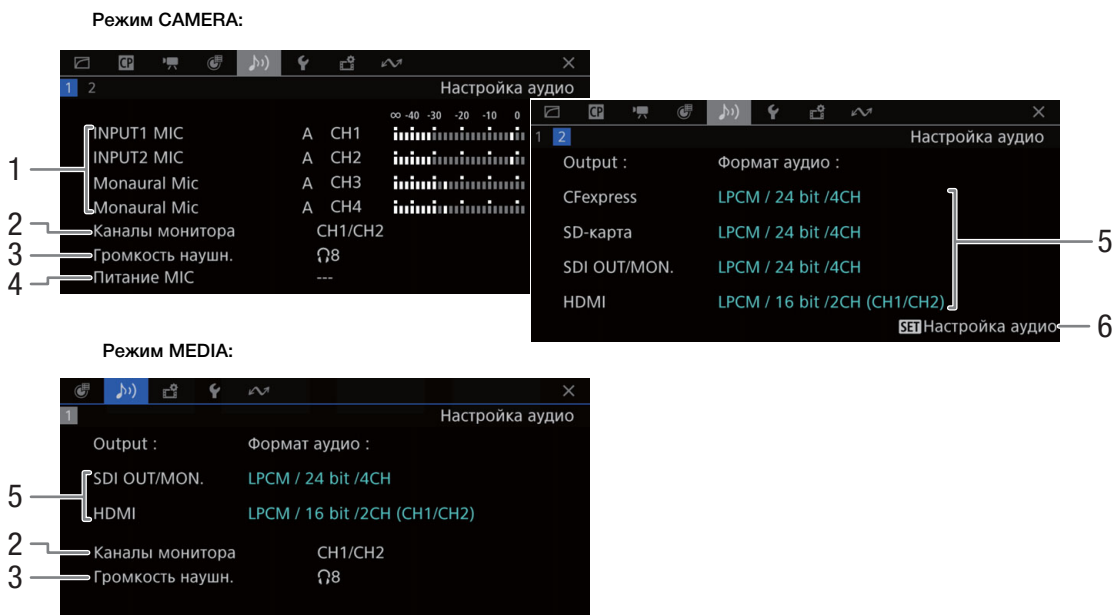 Режим CAMERA:
CP
1 2 Настройка аудио
∞ -40 -30 -20 -10 0
INPUT1 MIC A CH1
INPUT2 MIC A CH2
Monaural Mic A CH3
Monaural Mic A CH4
Каналы монитора CH1/CH2
Громкость наушн. 8
Питание MIC ---
1
2
3
4
CP
1 2 Настройка аудио
Output : Формат аудио :
CFexpress LPCM / 24 bit /4CH
SD-карта LPCM / 24 bit /4CH
SDI OUT/MON. LPCM / 24 bit /4CH
HDMI LPCM / 16 bit /2CH (CH1/CH2)
SET Настройка аудио
5
6
Режим MEDIA:
1 Настройка аудио
Output : Формат аудио :
SDI OUT/MON. LPCM / 24 bit /4CH
HDMI LPCM / 16 bit /2CH (CH1/CH2)
Каналы монитора CH1/CH2
Громкость наушн. 8
5
2
3